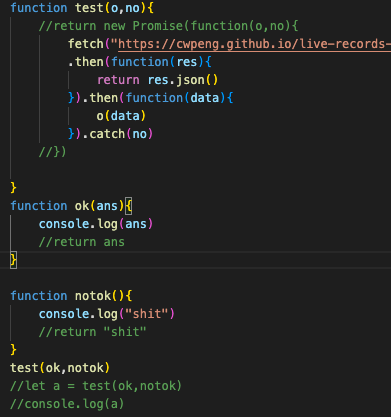 function test(o,no){
//return new Promise(function(o,no){
fetch("https://cwpeng.github.io/live-records-
.then(function(res){
return res.json()
}).then(function(data){
o(data)
}).catch(no)
//})
}
function ok(ans){
console.log(ans)
//return ans
}
function notok(){
console.log("shit")
//return "shit"
}
test(ok,notok)
//let a = test(ok,notok)
//console.log(a)